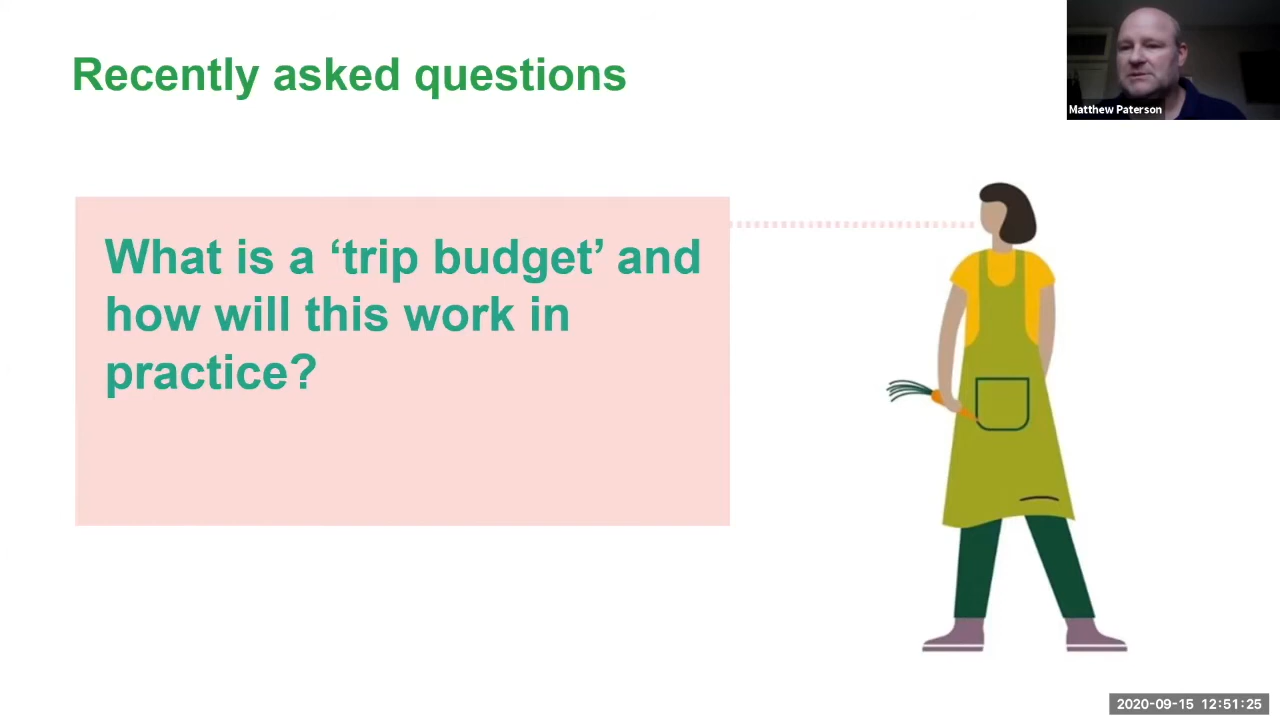 Recently asked questions
Matthew Paterson
What is a ‘trip budget’ and
how will this work in
practice?
2020-09-15 12:51:25